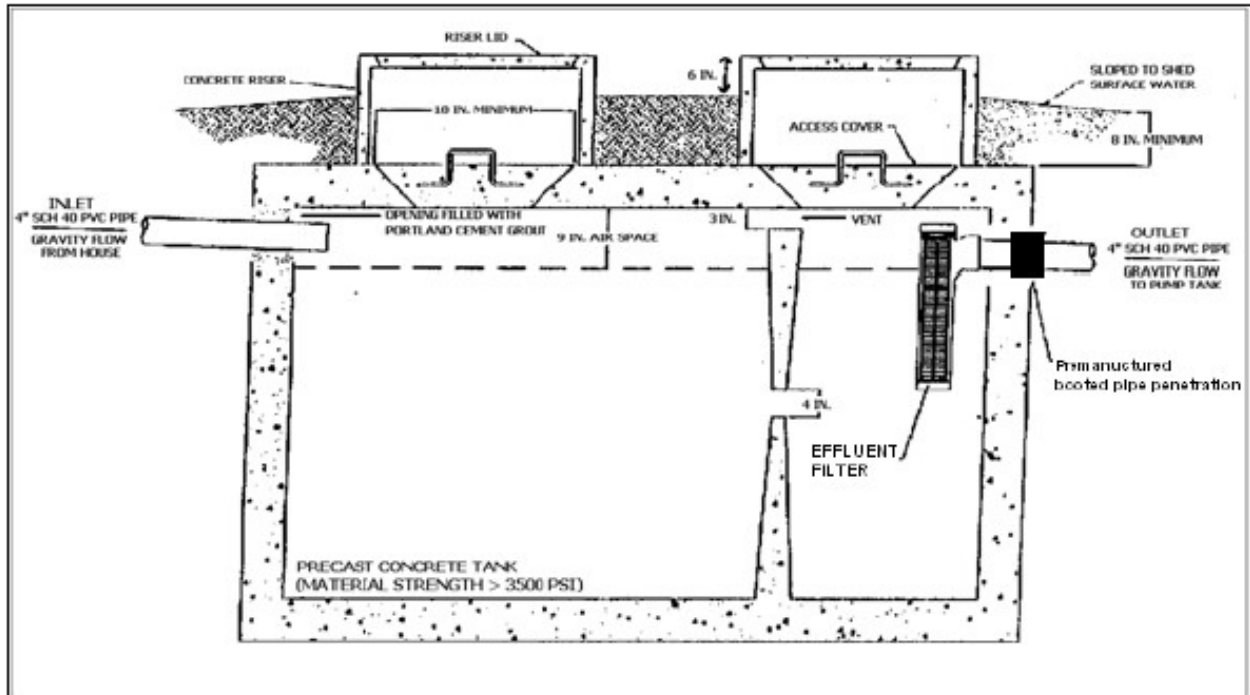 RISER LID
CONCRETE RISER
6 IN.
SLOPED TO SHED
SURFACE WATER
10 IN. MINIMUM
ACCESS COVER
8 IN. MINIMUM
INLET
4" SCH 40 PVC PIPE
GRAVITY FLOW
FROM HOUSE
OPENING FILLED WITH
PORTLAND CEMENT GROUT
9 IN. AIR SPACE
3 IN.
VENT
OUTLET
4" SCH 40 PVC PIPE
GRAVITY FLOW
TO PUMP TANK
Premanuctured
booted pipe penetration
4 IN.
EFFLUENT
FILTER
PRECAST CONCRETE TANK
(MATERIAL STRENGTH > 3500 PSI)